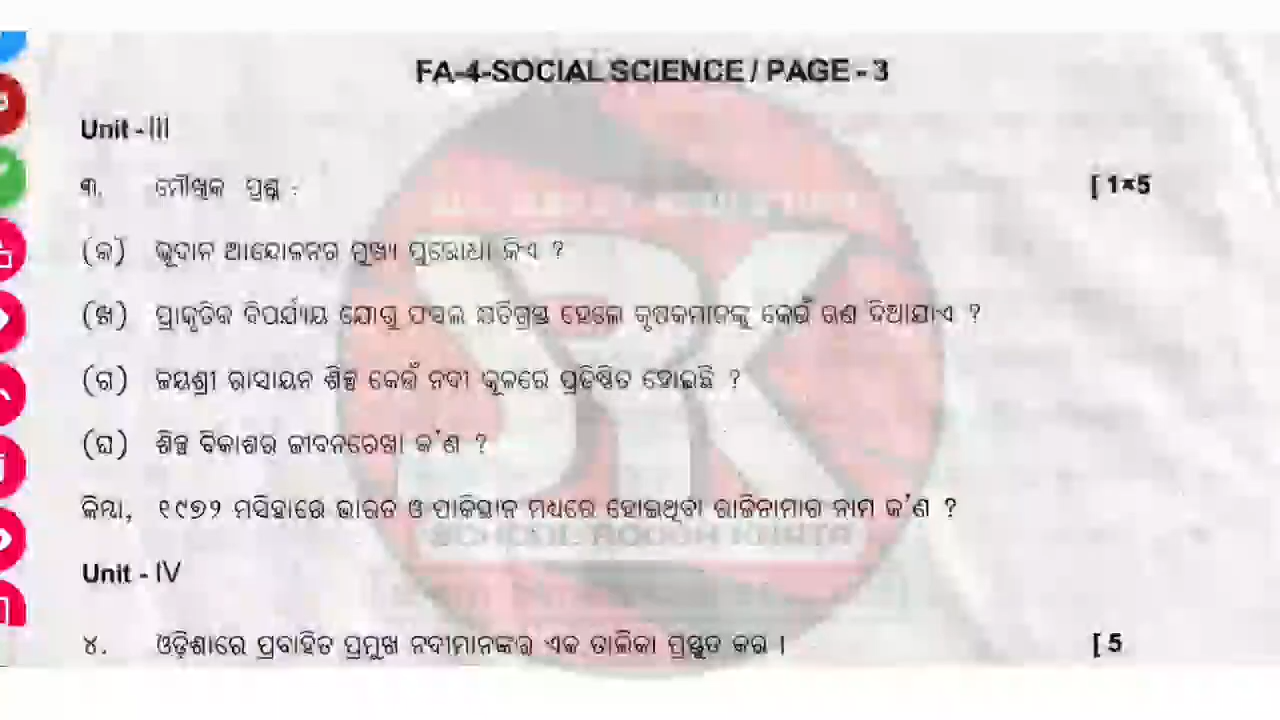 FA-4-SOCIAL SCIENCE / PAGE - 3
Unit - III
୩. ମୌଖିକ ପ୍ରଶ୍ନ : [ 1×5
(କ) ଭୂଦାନ ଆନ୍ଦୋଳନର ମୁଖ୍ୟ ପୁରୋଧା କିଏ ?
(ଖ) ପ୍ରାକୃତିକ ବିପର୍ଯ୍ୟୟ ଯୋଗୁ ଫସଲ କ୍ଷତିଗ୍ରସ୍ତ ହେଲେ କୃଷକମାନଙ୍କୁ କେଉଁ ଋଣ ଦିଆଯାଏ ?
(ଗ) ଜୟଶ୍ରୀ ରାସାୟନ ଶିଳ୍ପ କେଉଁ ନଦୀ କୂଳରେ ପ୍ରତିଷ୍ଠିତ ହୋଇଛି ?
(ଘ) ଶିଳ୍ପ ବିକାଶର ଜୀବନରେଖା କ'ଣ ?
କିମ୍ବା, ୧୯୭୨ ମସିହାରେ ଭାରତ ଓ ପାକିସ୍ତାନ ମଧ୍ୟରେ ହୋଇଥିବା ରାଜିନାମାର ନାମ କ'ଣ ?
Unit - IV
୪. ଓଡ଼ିଶାରେ ପ୍ରବାହିତ ପ୍ରମୁଖ ନଦୀମାନଙ୍କର ଏକ ତାଲିକା ପ୍ରସ୍ତୁତ କର । [ 5